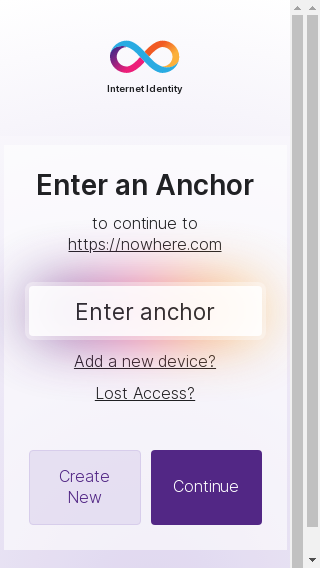 Internet Identity
Enter an Anchor
to continue to
https://nowhere.com
Enter anchor
Add a new device?
Lost Access?
Create
New
Continue